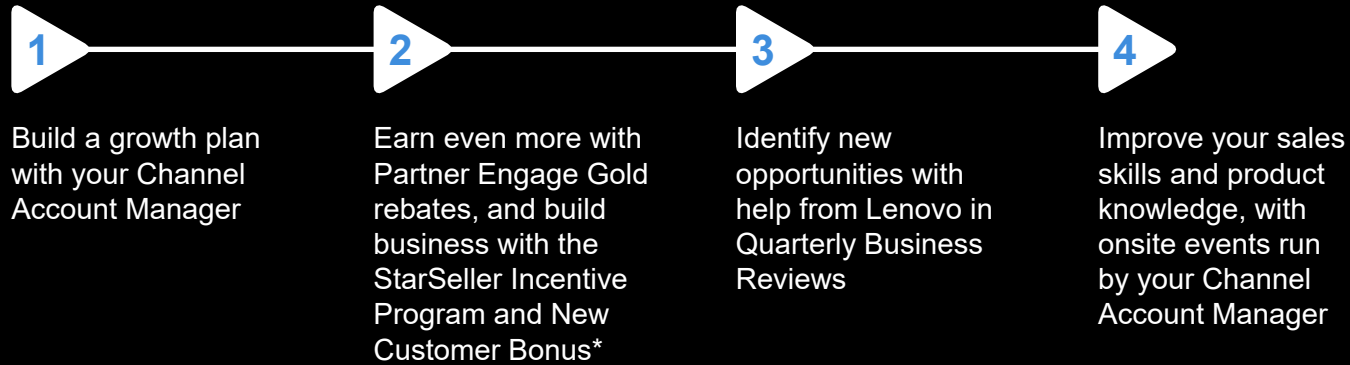 1
2
3
4
Build a growth plan
with your Channel
Account Manager
Earn even more with
Partner Engage Gold
rebates, and build
business with the
StarSeller Incentive
Program and New
Customer Bonus*
Identify new
opportunities with
help from Lenovo in
Quarterly Business
Reviews
Improve your sales
skills and product
knowledge, with
onsite events run
by your Channel
Account Manager